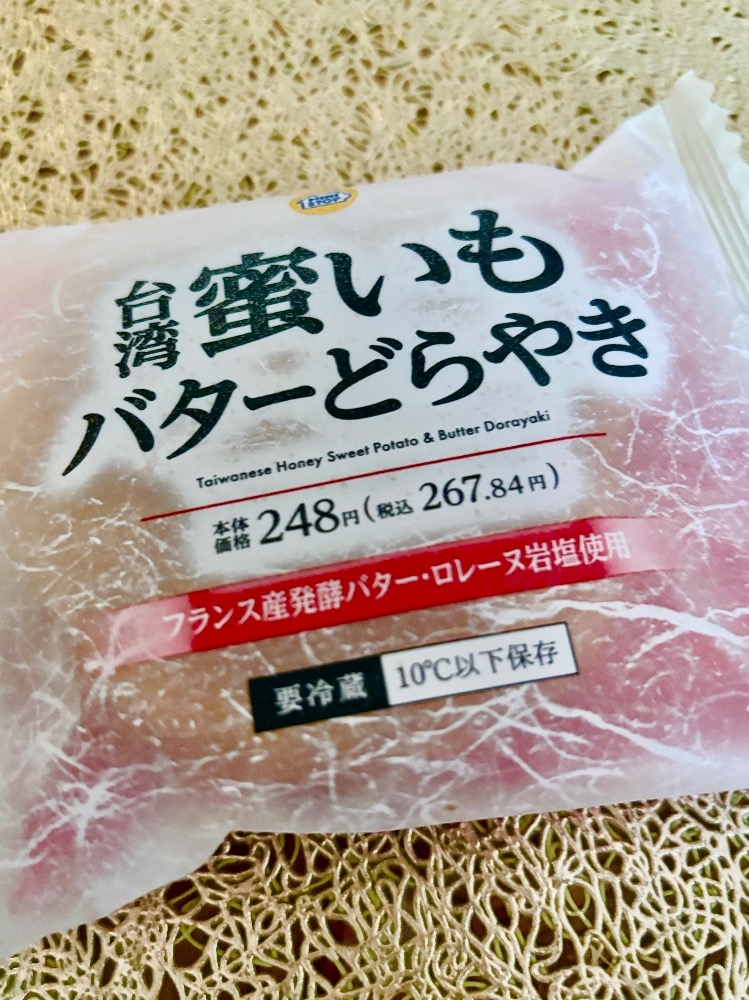 MINI STOP
台湾蜜いも
バターどらやき
Taiwanese Honey Sweet Potato & Butter Dorayaki
本体価格 248円(税込 267.84円)
フランス産発酵バター・ロレーヌ岩塩使用
要冷蔵 10℃以下保存